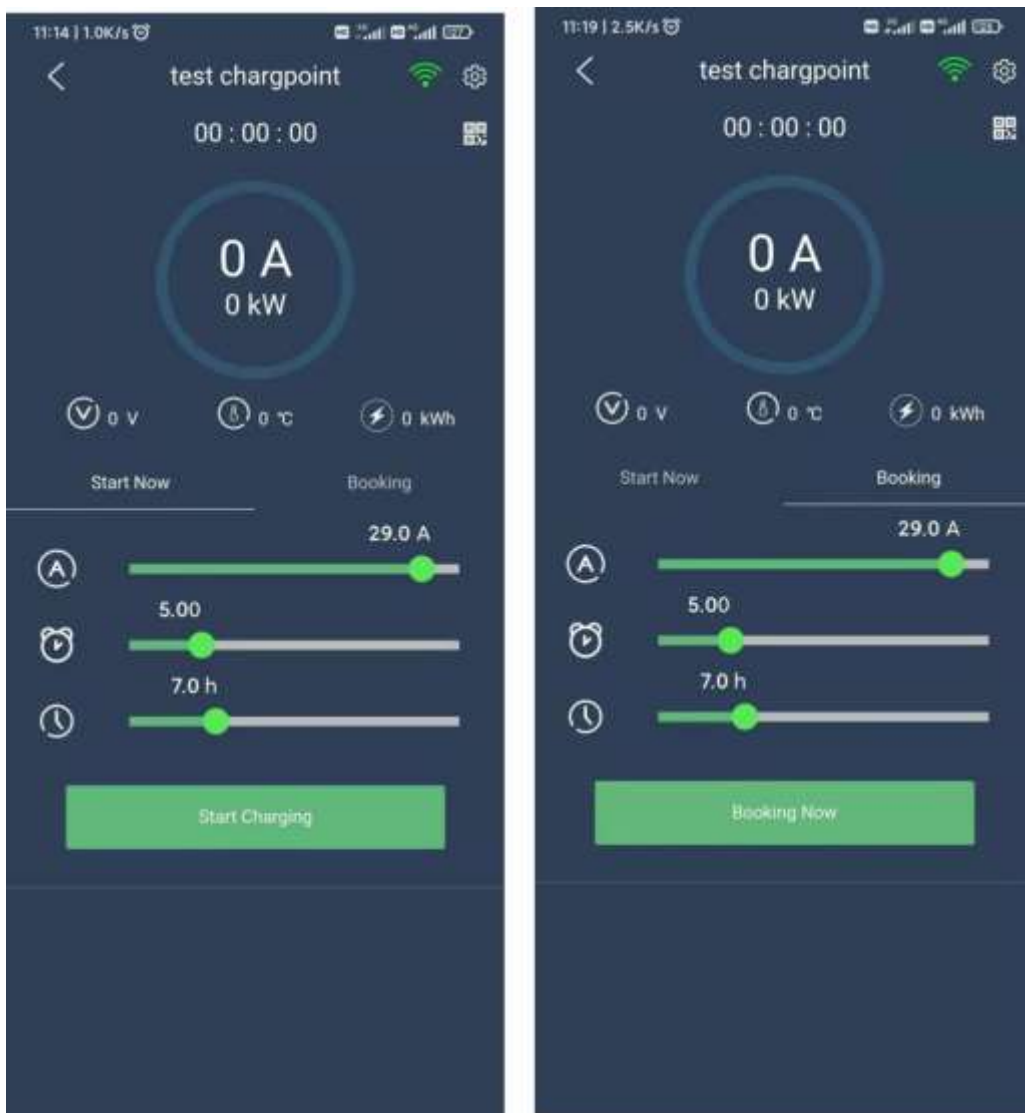 11:14 | 1.0K/s
test chargpoint
00 : 00 : 00
0 A
0 kW
0 V
0 °C
0 kWh
Start Now
Booking
29.0 A
5.00
7.0 h
Start Charging
11:19 | 2.5K/s
test chargpoint
00 : 00 : 00
0 A
0 kW
0 V
0 °C
0 kWh
Start Now
Booking
29.0 A
5.00
7.0 h
Booking Now